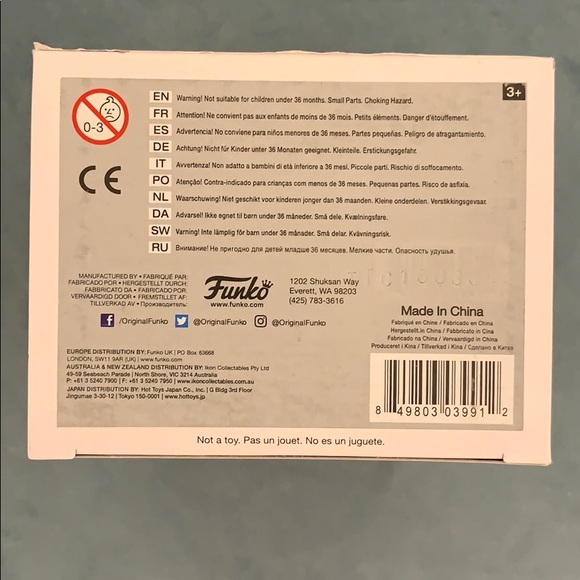 3+
0-3
CE
EN Warning! Not suitable for children under 36 months. Small Parts. Choking Hazard.
FR Attention! Ne convient pas aux enfants de moins de 36 mois. Petits éléments. Danger d'étouffement.
ES Advertencia! No conviene para niños menores de 36 meses. Partes pequeñas. Peligro de atragantamiento.
DE Achtung! Nicht für Kinder unter 36 Monaten geeignet. Kleinteile. Erstickungsgefahr.
IT Avvertenza! Non adatto a bambini di età inferiore a 36 mesi. Piccole parti. Rischio di soffocamento.
PO Atenção! Contra-indicado para crianças com menos de 36 meses. Pequenas partes. Risco de asfixia.
NL Waarschuwing! Niet geschikt voor kinderen jonger dan 36 maanden. Kleine onderdelen. Verstikkingsgevaar.
DA Advarsel! Ikke egnet til barn under 36 måneder. Små dele. Kvælningsfare.
SW Varning! Inte lämplig för barn under 36 månader. Små delar. Kävningsrisk.
RU Внимание! Не пригодно для детей младше 36 месяцев. Мелкие части. Опасность удушья.
MANUFACTURED BY • FABRIQUÉ PAR:
FABRICADO POR • HERGESTELLT DURCH:
FABBRICATO DA • FABRICADO POR:
VERVAARDIGD DOOR • FREMSTILLET AF:
TILLVERKAD AV • ПРОИЗВЕДЕНО:
Funko
www.funko.com
1202 Shuksan Way
Everett, WA 98203
(425) 783-3616
/OriginalFunko @OriginalFunko @OriginalFunko
Made In China
Fabriqué en Chine / Fabricado en China
Hergestellt.in China / Fabbricato in China
Fabricado na China / Vervaardigd in China
Produceret i Kina / Tillverkad i Kina / Сделано в Китае
EUROPE DISTRIBUTION BY: Funko UK | PO Box 63668
LONDON, SW11 9AR (UK) | www.funko.com
AUSTRALIA & NEW ZEALAND DISTRIBUTION BY: Ikon Collectables Pty Ltd
49-59 Seabeach Parade | North Shore, VIC 3214 Australia
P: +61 3 5240 7900 | F: +61 3 5240 7950 | www.ikoncollectables.com.au
JAPAN DISTRIBUTION BY: Hot Toys Japan Co., Inc. | G Bldg 3rd Floor
Jingumae 3-30-12 | Tokyo 150-0001 | www.hottoys.jp
8 49803 03991 2
Not a toy. Pas un jouet. No es un juguete.